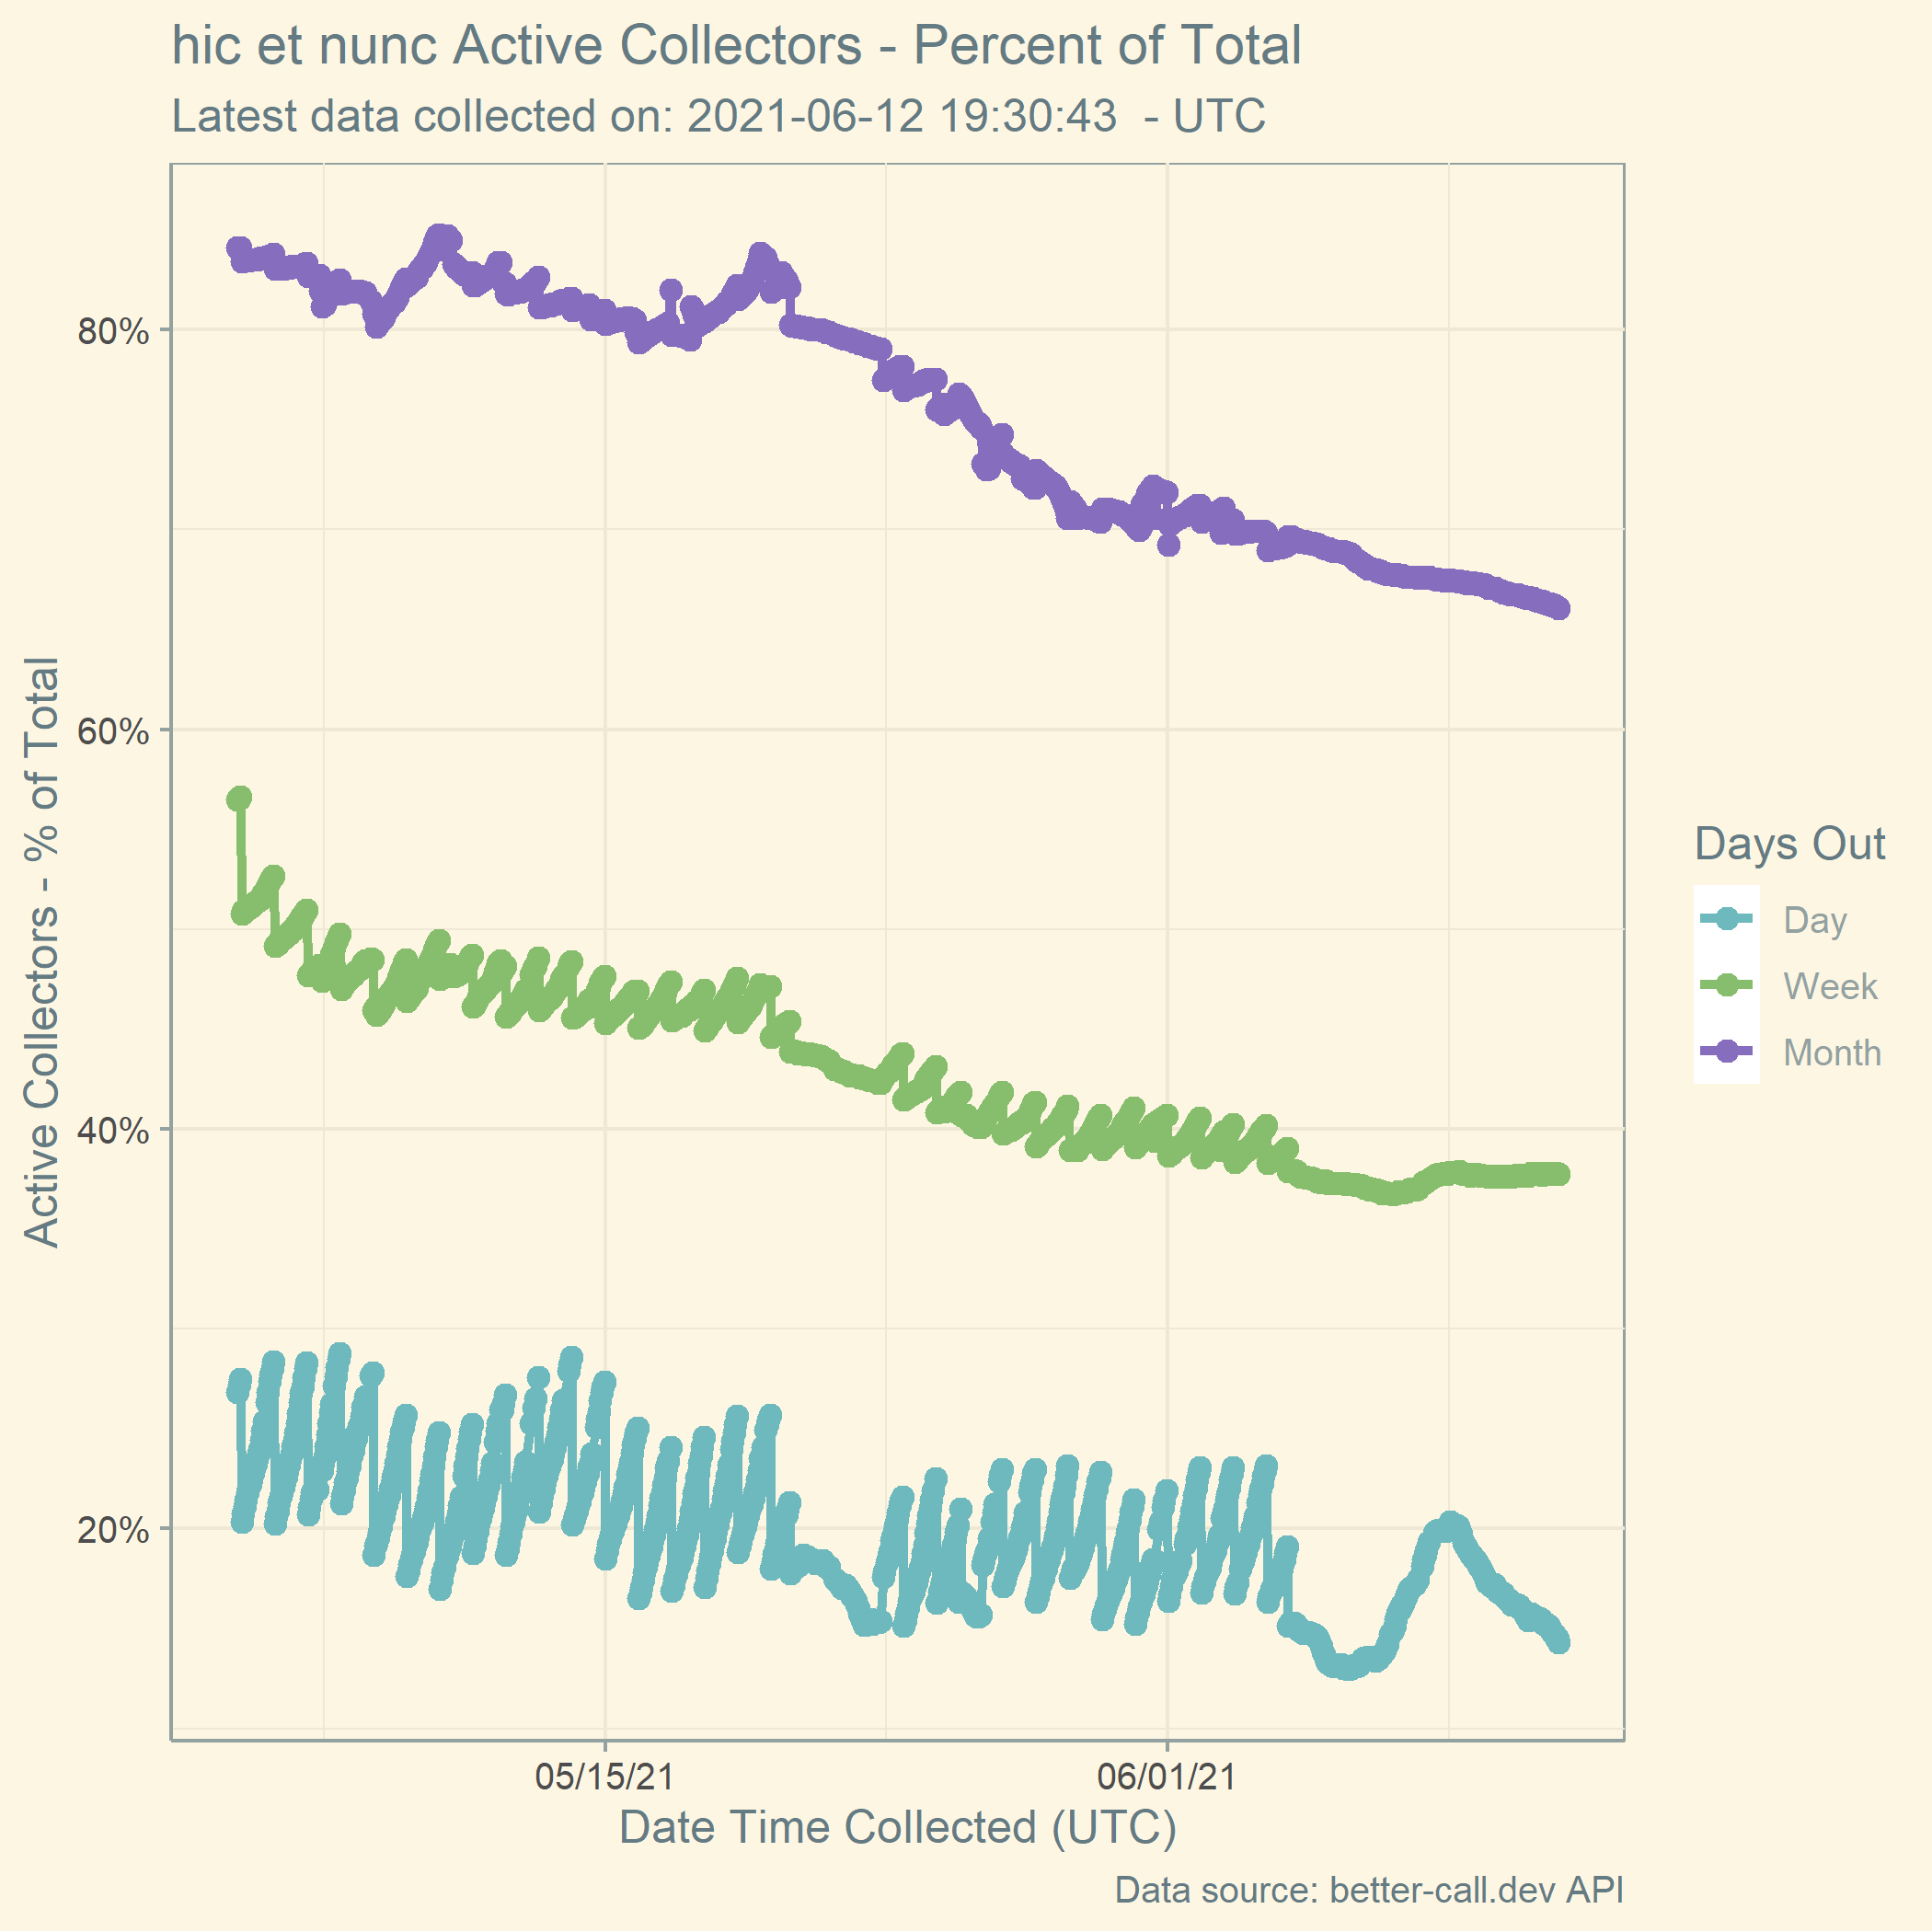 hic et nunc Active Collectors - Percent of Total
Latest data collected on: 2021-06-12 19:30:43  - UTC
Active Collectors - % of Total
80%
60%
40%
20%
05/15/21
06/01/21
Date Time Collected (UTC)
Days Out
Day
Week
Month
Data source: better-call.dev API